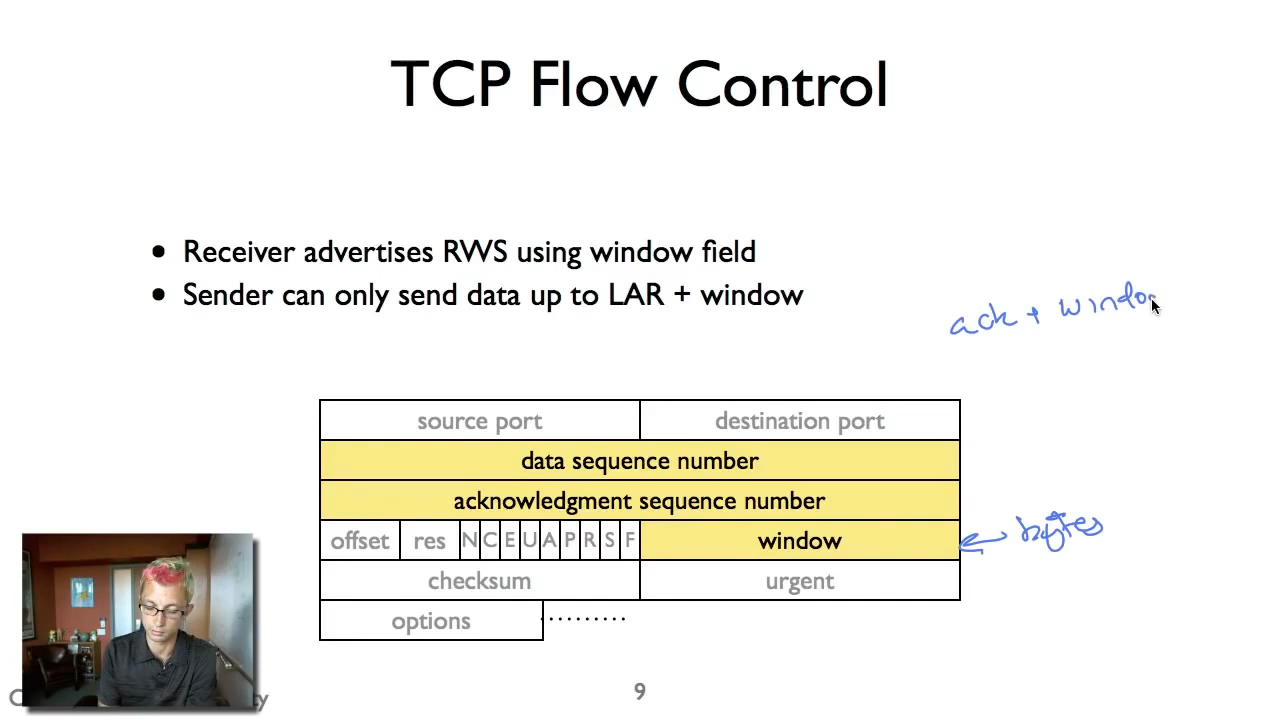 TCP Flow Control
• Receiver advertises RWS using window field
• Sender can only send data up to LAR + window
ack + windo
source port destination port
data sequence number
acknowledgment sequence number
offset res N C E U A P R S F window
bytes
checksum urgent
options ..........
9